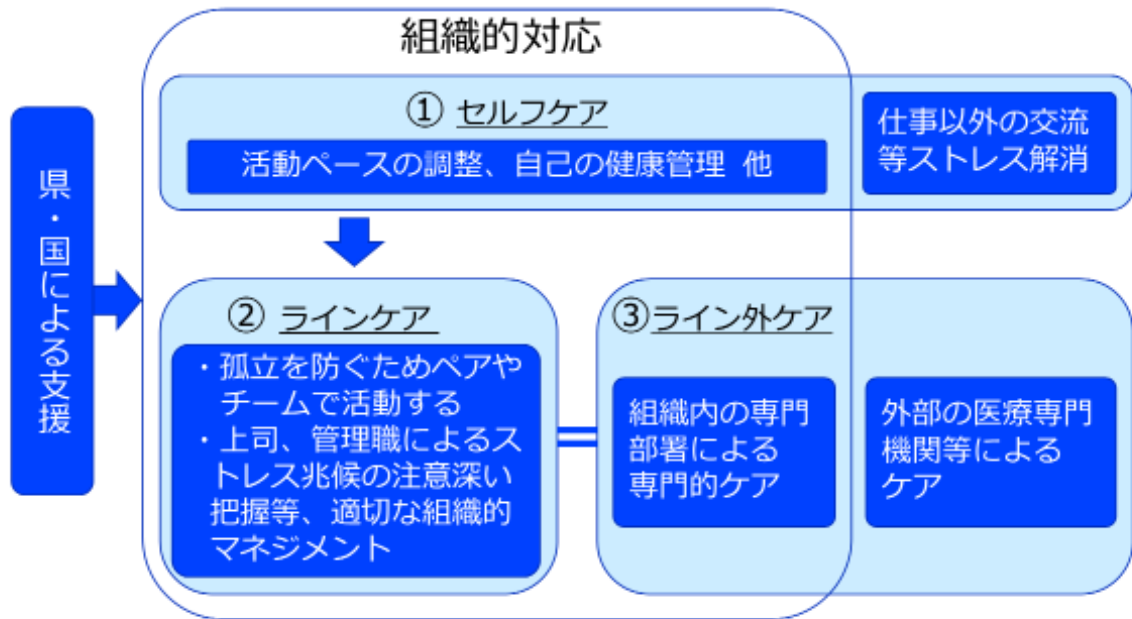 組織的対応
県・国による支援
① セルフケア
活動ペースの調整、自己の健康管理 他
仕事以外の交流
等ストレス解消
② ラインケア
・孤立を防ぐためペアや
チームで活動する
・上司、管理職によるス
トレス兆候の注意深い
把握等、適切な組織的
マネジメント
③ライン外ケア
組織内の専門
部署による
専門的ケア
外部の医療専門
機関等による
ケア